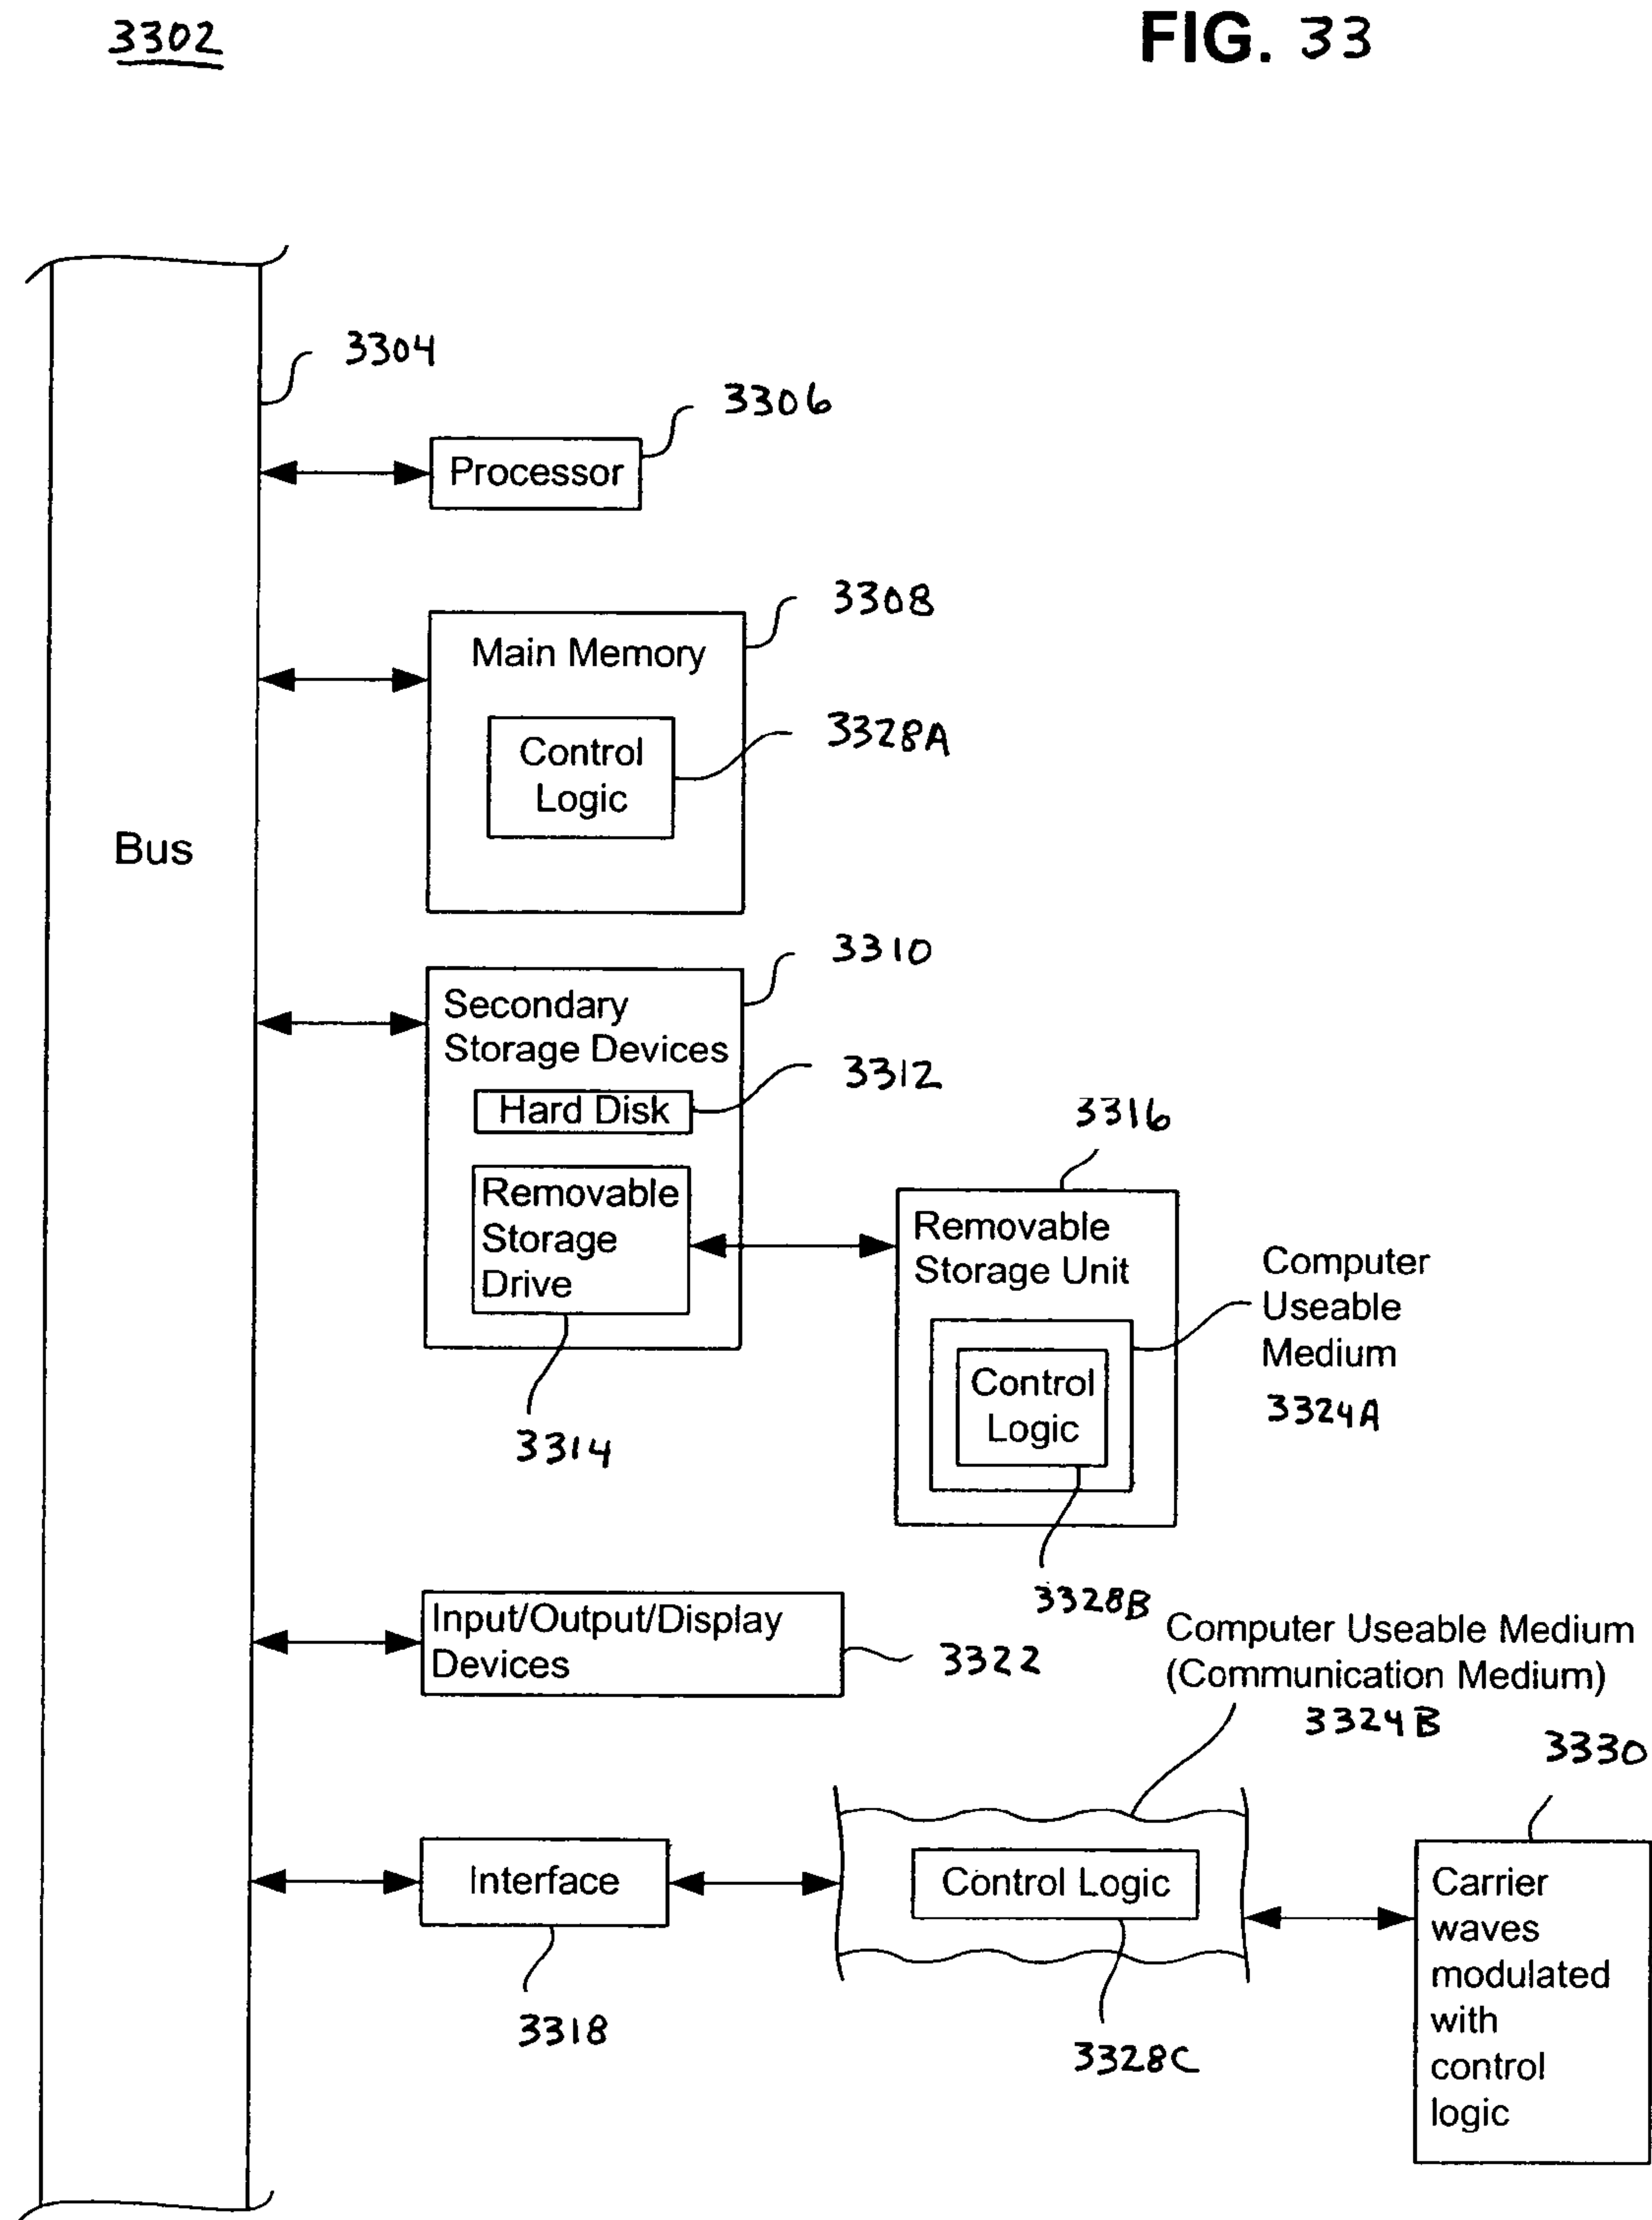 3302
FIG. 33
3304
3306
Processor
3308
Main Memory
3328A
Control
Logic
Bus
3310
Secondary
Storage Devices
3312
Hard Disk
3316
Removable
Storage
Drive
Removable
Storage Unit
Computer
Useable
Medium
3324A
Control
Logic
3314
3328B
Input/Output/Display
Devices
3322
Computer Useable Medium
(Communication Medium)
3324B
3330
Interface
Control Logic
Carrier
waves
modulated
with
control
logic
3318
3328C